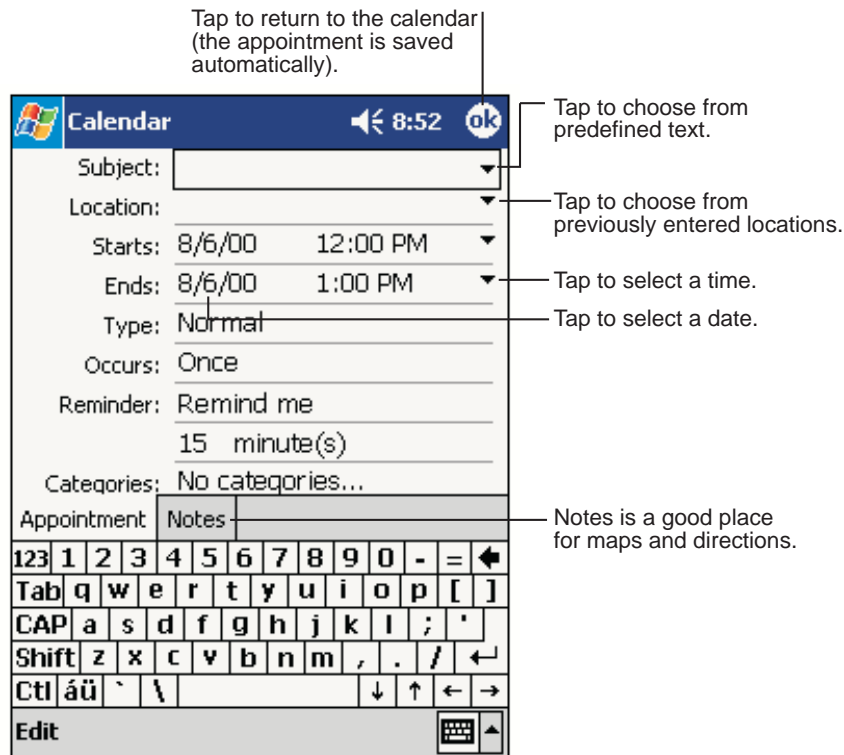 Tap to return to the calendar
(the appointment is saved
automatically).
Calendar 8:52 ok
Tap to choose from
predefined text.
Subject:
Location:
Tap to choose from
previously entered locations.
Starts: 8/6/00 12:00 PM
Ends: 8/6/00 1:00 PM
Tap to select a time.
Type: Normal
Tap to select a date.
Occurs: Once
Reminder: Remind me
15 minute(s)
Categories: No categories...
Appointment Notes
Notes is a good place
for maps and directions.
123 1 2 3 4 5 6 7 8 9 0 - = 🡄
Tab q w e r t y u i o p [ ]
CAP a s d f g h j k l ; '
Shift z x c v b n m , . / ↵
Ctl áü ` \ ↓ ↑ ← →
Edit